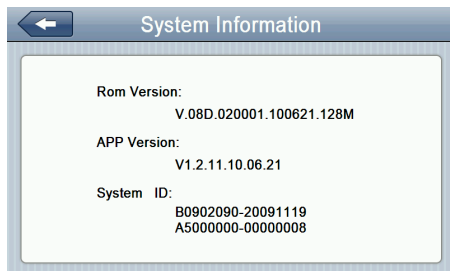 System Information
Rom Version:
V.08D.020001.100621.128M
APP Version:
V1.2.11.10.06.21
System ID:
B0902090-20091119
A5000000-00000008